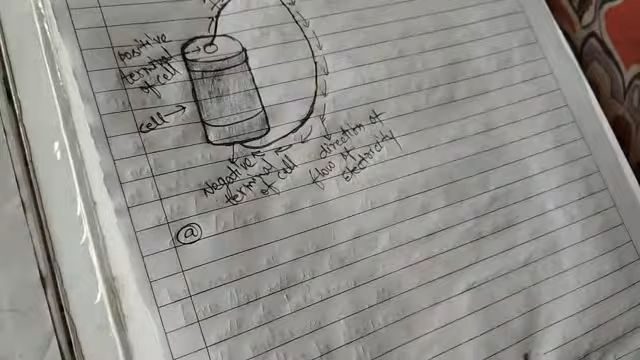 positive
terminal
of cell
cell
negative
terminal
of cell
direction of
flow of
electricity
a